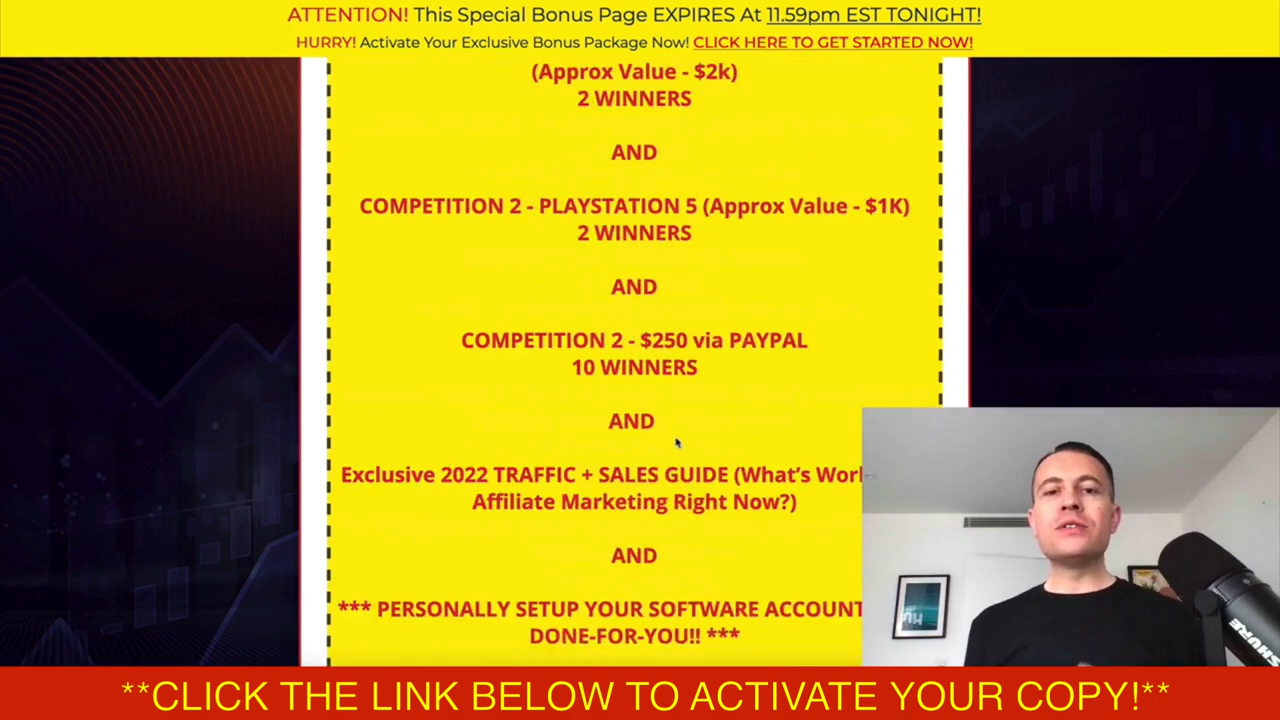 ATTENTION! This Special Bonus Page EXPIRES At 11.59pm EST TONIGHT!
HURRY! Activate Your Exclusive Bonus Package Now! CLICK HERE TO GET STARTED NOW!
(Approx Value - $2k)
2 WINNERS
AND
COMPETITION 2 - PLAYSTATION 5 (Approx Value - $1K)
2 WINNERS
AND
COMPETITION 2 - $250 via PAYPAL
10 WINNERS
AND
Exclusive 2022 TRAFFIC + SALES GUIDE (What's
Affiliate Marketing Right Now?)
AND
*** PERSONALLY SETUP YOUR SOFTWARE ACCOUNT
DONE-FOR-YOU!! ***
SHURE
**CLICK THE LINK BELOW TO ACTIVATE YOUR COPY!**